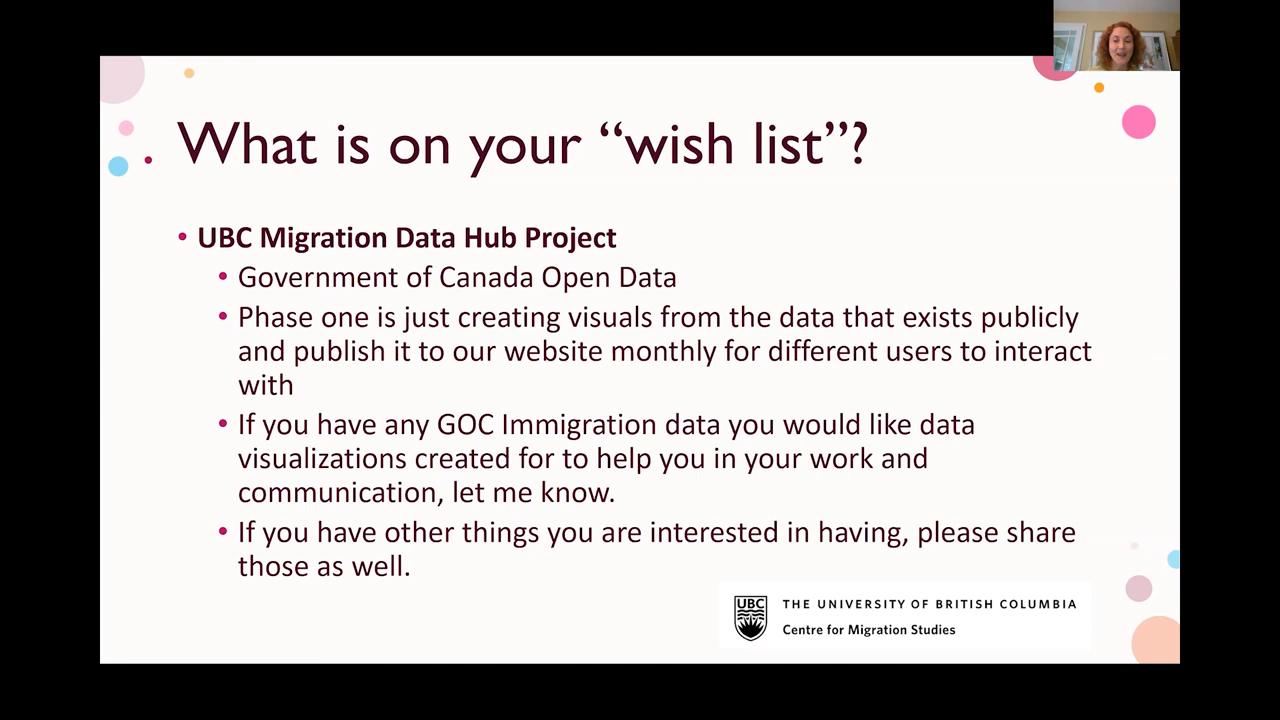 What is on your “wish list”?
• UBC Migration Data Hub Project
• Government of Canada Open Data
• Phase one is just creating visuals from the data that exists publicly
and publish it to our website monthly for different users to interact
with
• If you have any GOC Immigration data you would like data
visualizations created for to help you in your work and
communication, let me know.
• If you have other things you are interested in having, please share
those as well.
UBC
THE UNIVERSITY OF BRITISH COLUMBIA
Centre for Migration Studies